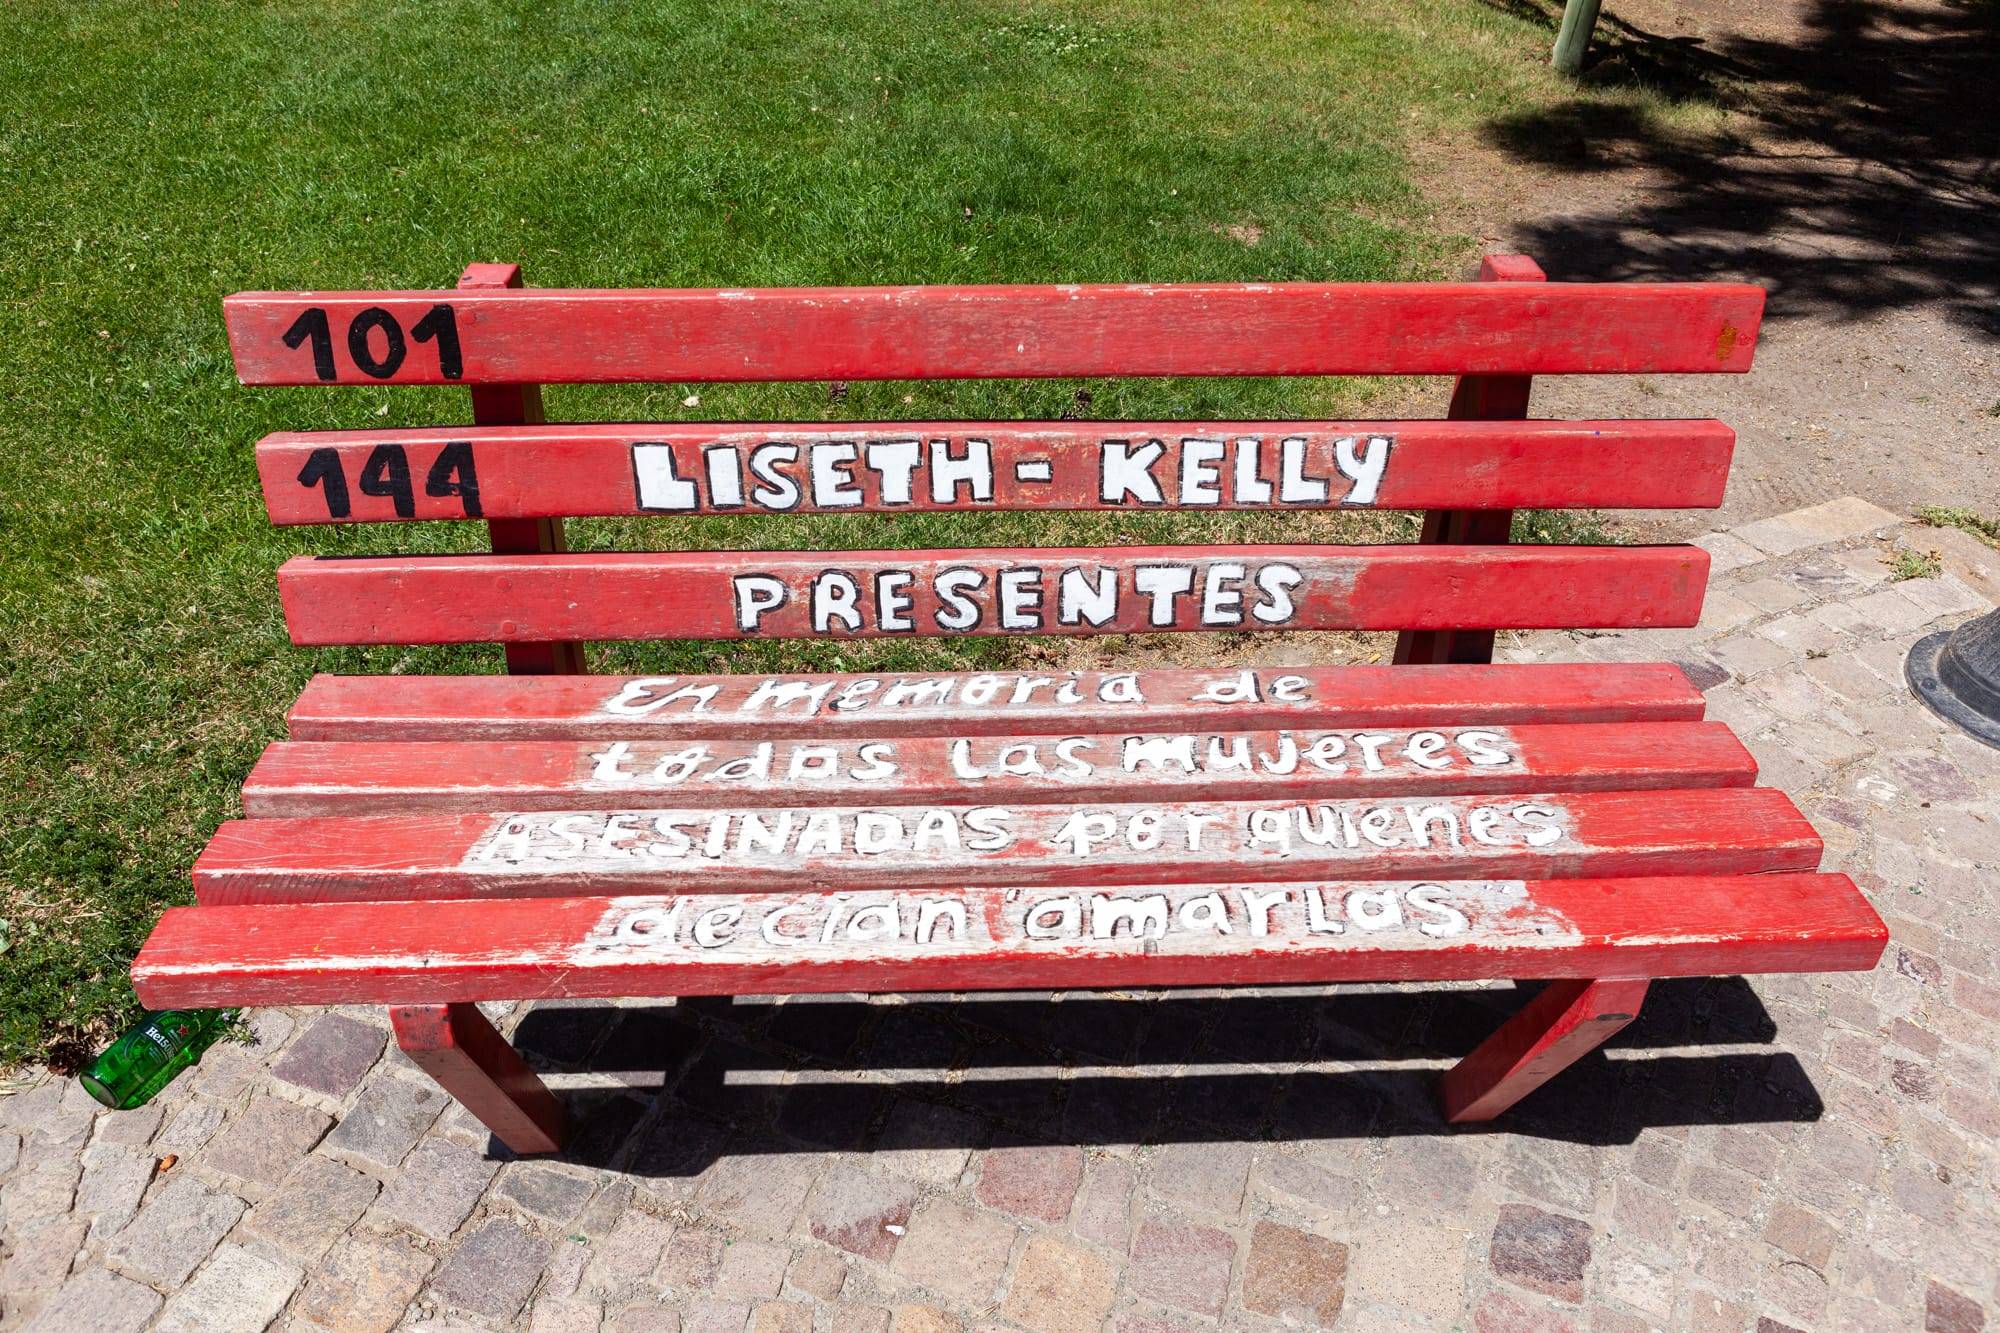 101
144 LISETH - KELLY
PRESENTES
En memoria de
todas las mujeres
ASESINADAS por quienes
decían "amarlas"